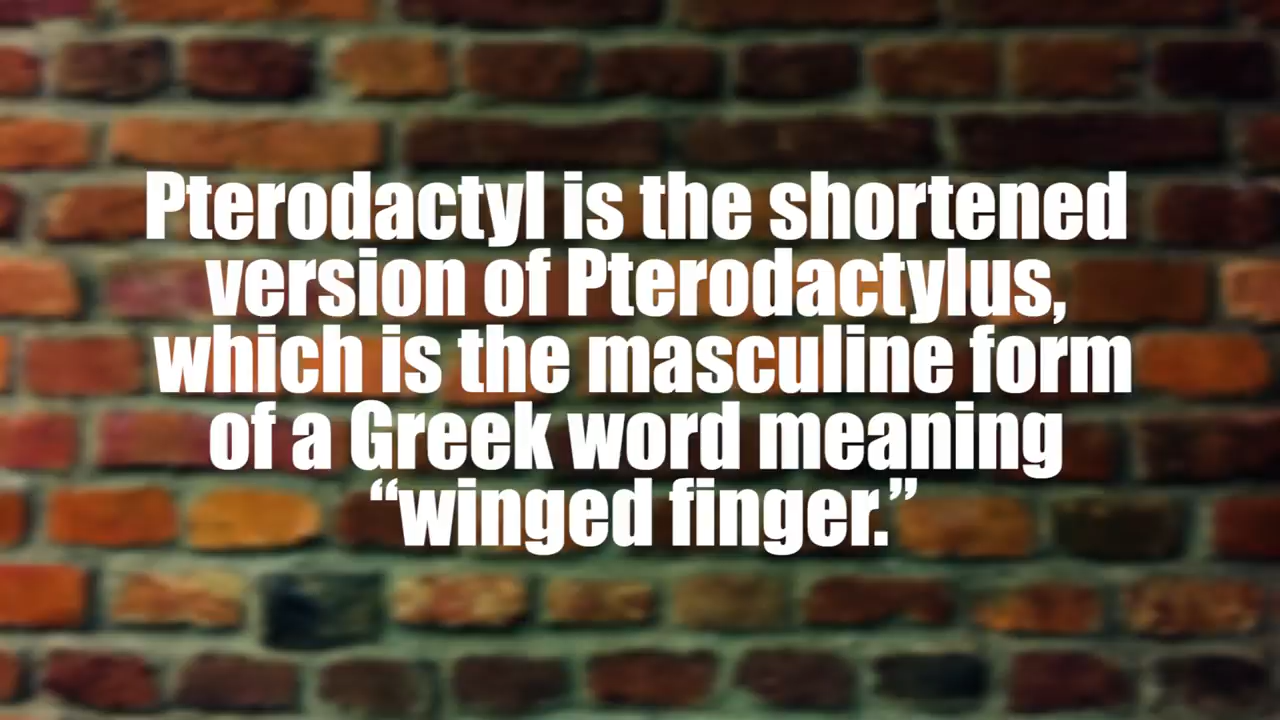 Pterodactyl is the shortened
version of Pterodactylus,
which is the masculine form
of a Greek word meaning
“winged finger.”